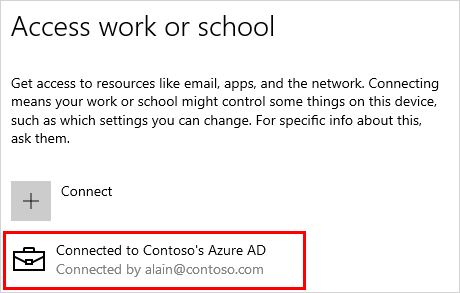 Access work or school
Get access to resources like email, apps, and the network. Connecting
means your work or school might control some things on this device,
such as which settings you can change. For specific info about this,
ask them.
Connect
Connected to Contoso's Azure AD
Connected by alain@contoso.com